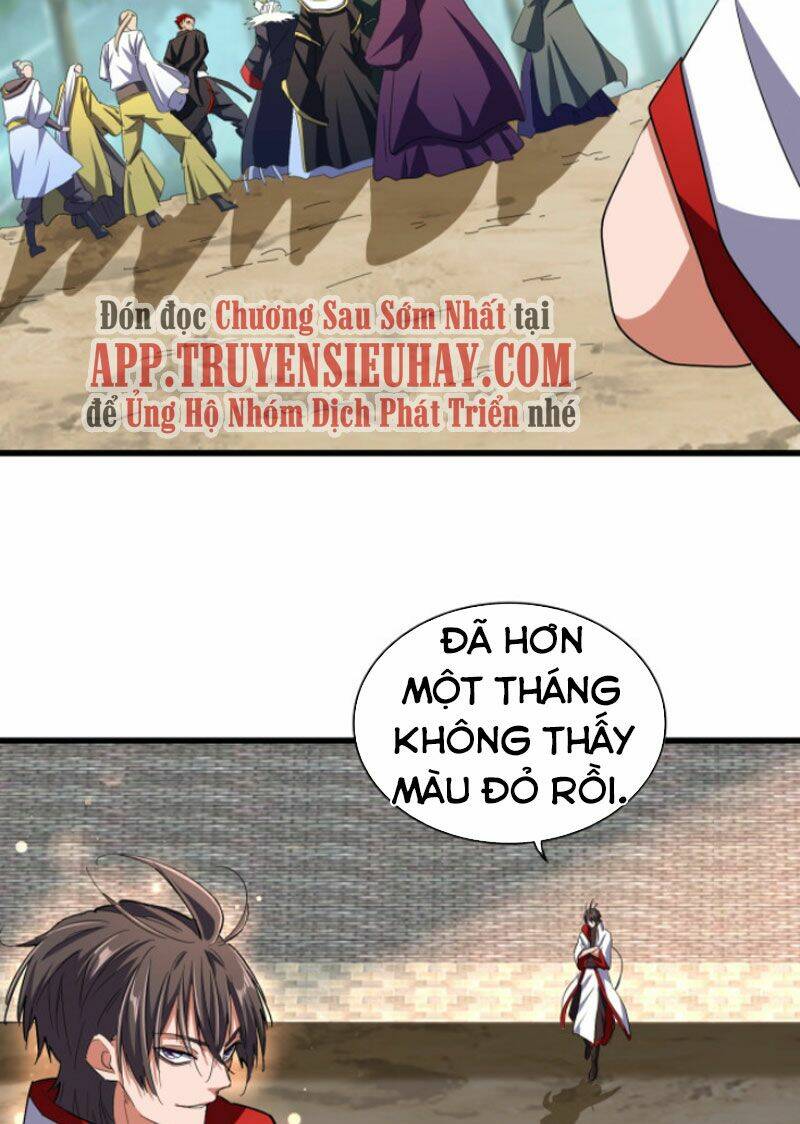 Đón đọc Chương Sau Sớm Nhất tại
APP.TRUYENSIEUHAY.COM
để Ủng Hộ Nhóm Dịch Phát Triển nhé
ĐÃ HƠN
MỘT THÁNG
KHÔNG THẤY
MÀU ĐỎ RỒI.